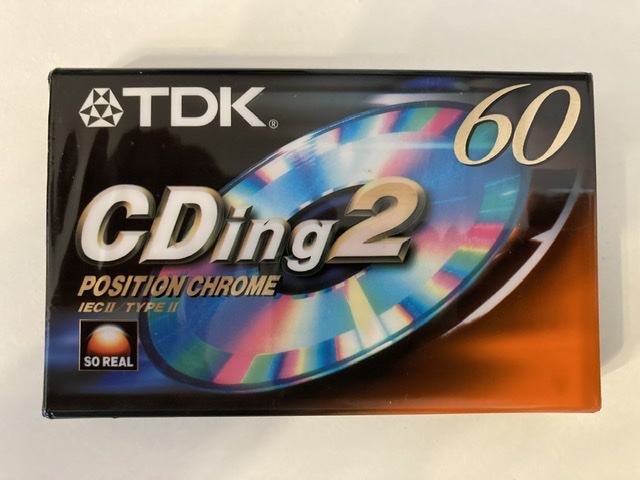 TDK®
60
CDing2
POSITION CHROME
IEC II / TYPE II
SO REAL